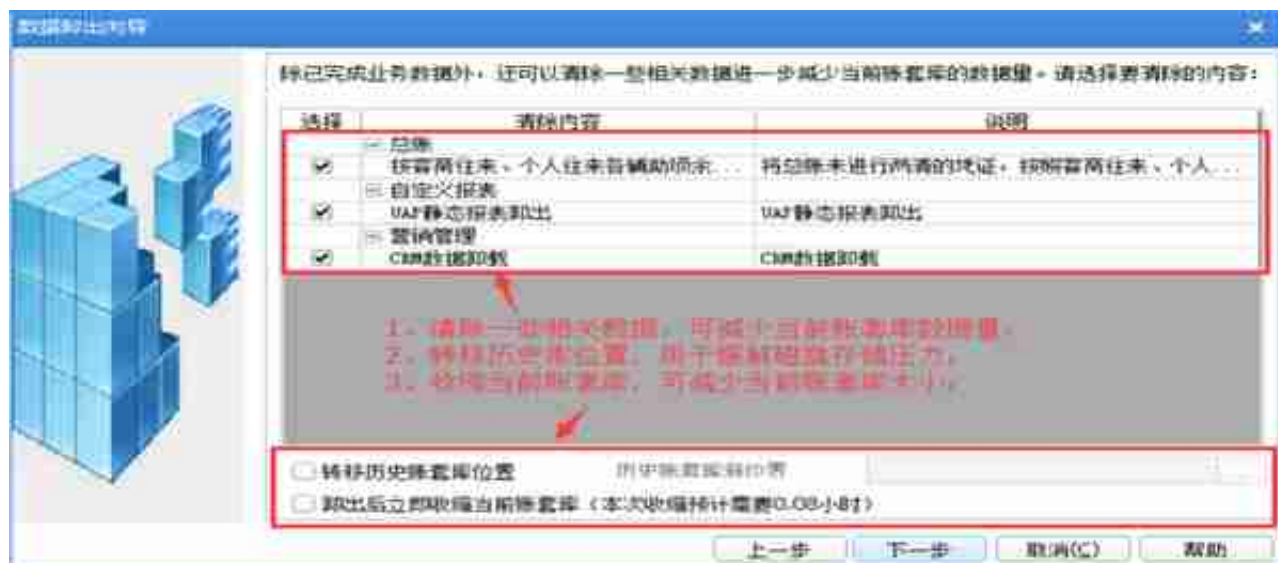 数据卸出向导
除已完成业务数据外,还可以清除一些相关数据进一步减少当前账套库的数据量。请选择要清除的内容:
选择 清除内容 说明
总账
按客商往来、个人往来各辅助项余... 将总账未进行两清的凭证,按照客商往来、个人...
自定义报表
UAP静态报表卸出 UAP静态报表卸出
营销管理
CRM数据卸载 CRM数据卸载
1、清除一些相关数据,可减少当前账套库数据量。
2、转移历史库位置,用于缓解磁盘存储压力。
3、收缩当前账套库,可减少当前账套库大小。
转移历史账套库位置 历史账套库新位置
卸出后立即收缩当前账套库(本次收缩预计需要0.08小时)
上一步 下一步 取消(C) 帮助